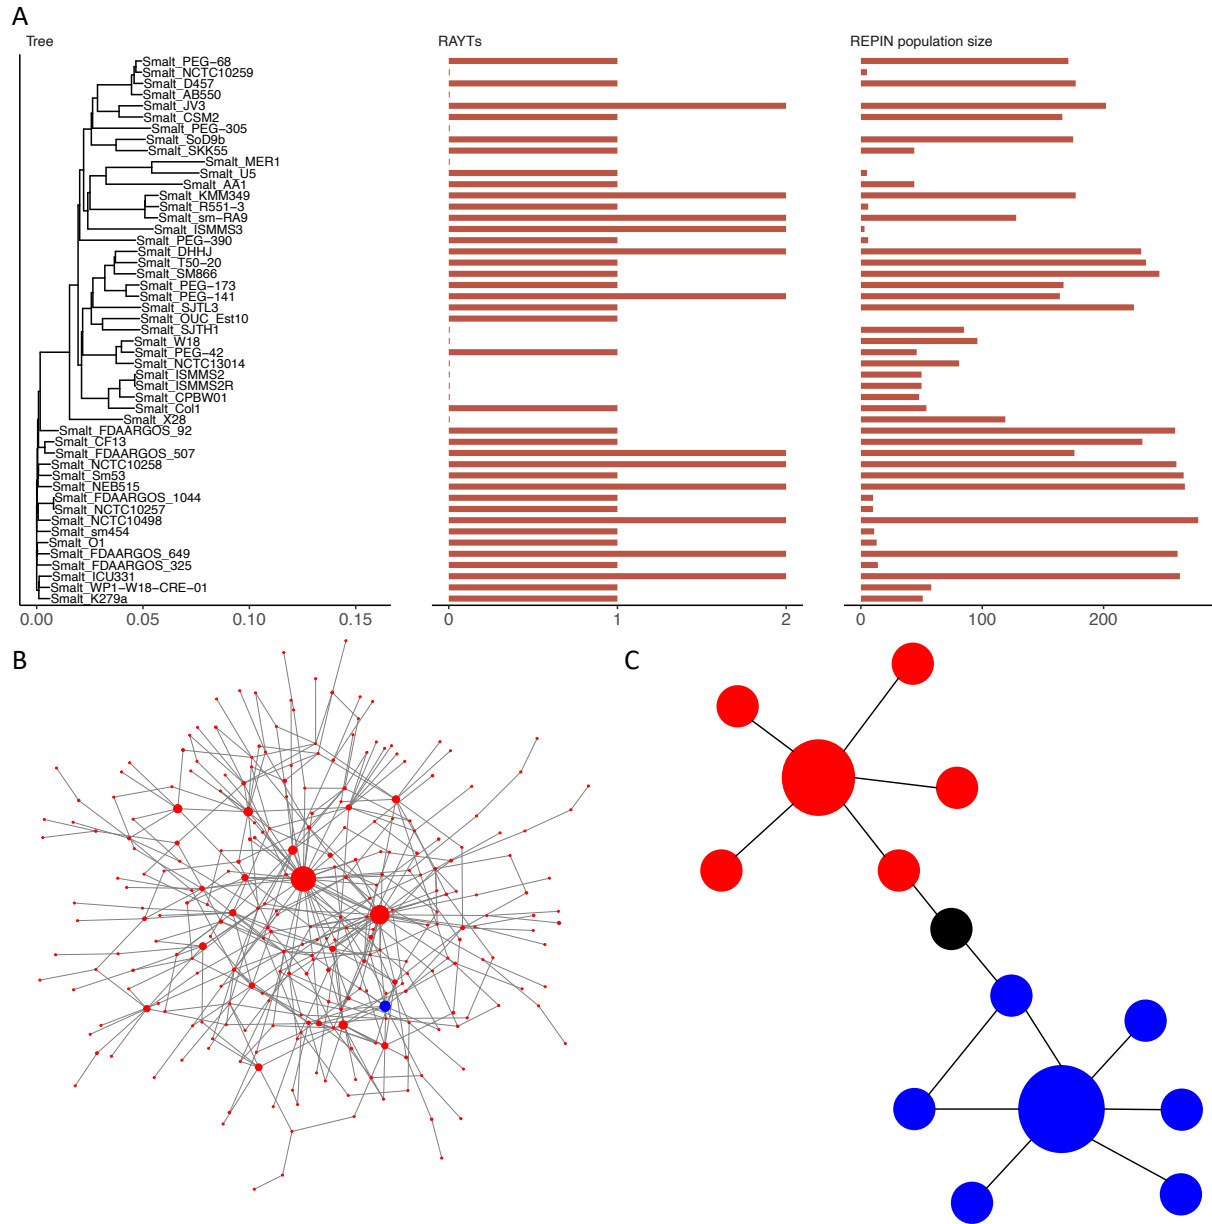 A
Tree
RAYTs
REPIN population size
Smalt_PEG−68
Smalt_NCTC10259
Smalt_D457
Smalt_AB550
Smalt_JV3
Smalt_CSM2
Smalt_PEG−305
Smalt_SoD9b
Smalt_SKK55
Smalt_MER1
Smalt_U5
Smalt_AA1
Smalt_KMM349
Smalt_R551−3
Smalt_sm−RA9
Smalt_ISMMS3
Smalt_PEG−390
Smalt_DHHJ
Smalt_T50−20
Smalt_SM866
Smalt_PEG−173
Smalt_PEG−141
Smalt_SJTL3
Smalt_OUC_Est10
Smalt_SJTH1
Smalt_W18
Smalt_PEG−42
Smalt_NCTC13014
Smalt_ISMMS2
Smalt_ISMMS2R
Smalt_CPBW01
Smalt_Col1
Smalt_X28
Smalt_FDAARGOS_92
Smalt_CF13
Smalt_FDAARGOS_507
Smalt_NCTC10258
Smalt_Sm53
Smalt_NEB515
Smalt_FDAARGOS_1044
Smalt_NCTC10257
Smalt_NCTC10498
Smalt_sm454
Smalt_O1
Smalt_FDAARGOS_649
Smalt_FDAARGOS_325
Smalt_ICU331
Smalt_WP1−W18−CRE−01
Smalt_K279a
0.00 0.05 0.10 0.15
0 1 2
0 100 200
B
C